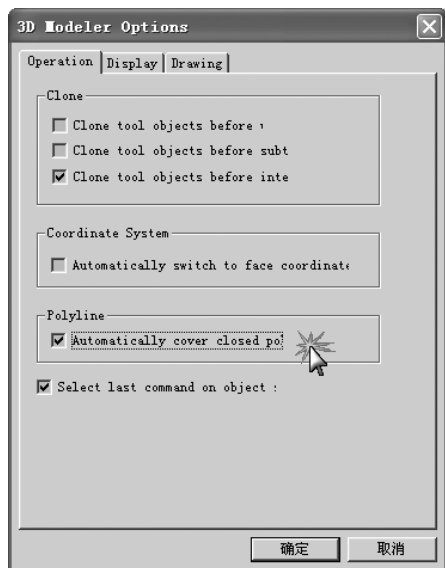 3D Modeler Options
Operation Display Drawing
Clone
Clone tool objects before
Clone tool objects before subt
Clone tool objects before inte
Coordinate System
Automatically switch to face coordinate
Polyline
Automatically cover closed po
Select last command on object :
确定 取消